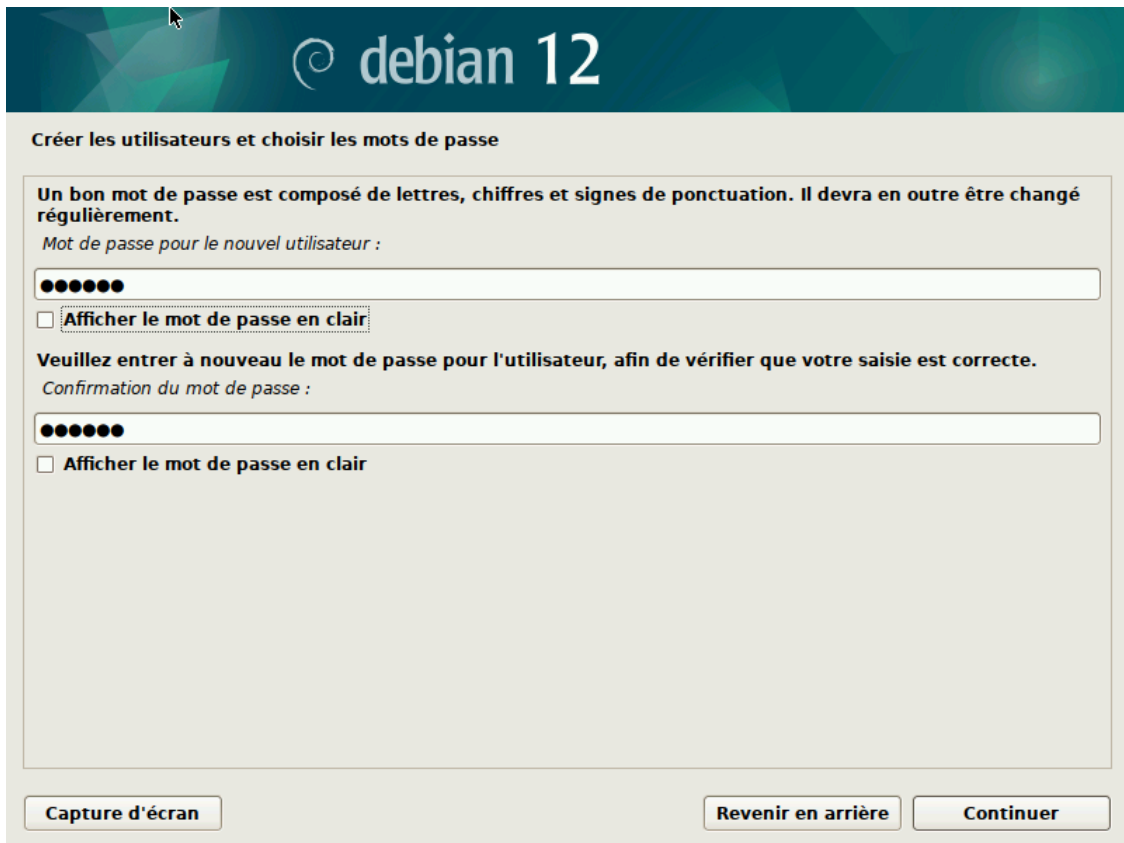 debian 12
Créer les utilisateurs et choisir les mots de passe
Un bon mot de passe est composé de lettres, chiffres et signes de ponctuation. Il devra en outre être changé
régulièrement.
Mot de passe pour le nouvel utilisateur :
●●●●●●
Afficher le mot de passe en clair
Veuillez entrer à nouveau le mot de passe pour l'utilisateur, afin de vérifier que votre saisie est correcte.
Confirmation du mot de passe :
●●●●●●
Afficher le mot de passe en clair
Capture d'écran
Revenir en arrière
Continuer